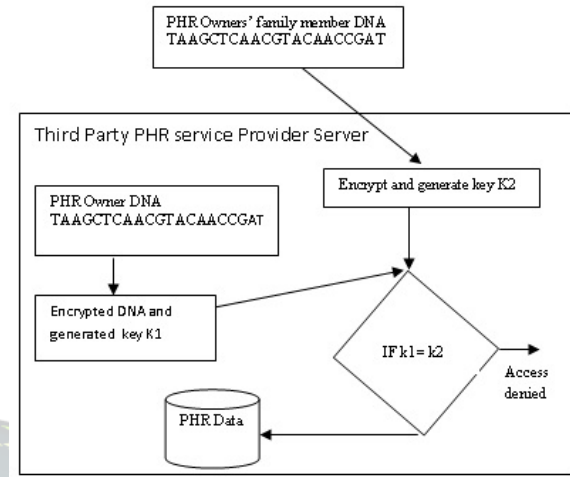 PHR Owners' family member DNA
TAAGCTCAACGTACAACCGAT
Third Party PHR service Provider Server
Encrypt and generate key K2
PHR Owner DNA
TAAGCTCAACGTACAACCGAT
Encrypted DNA and
generated key K1
IF k1= k2
Access
denied
PHR Data